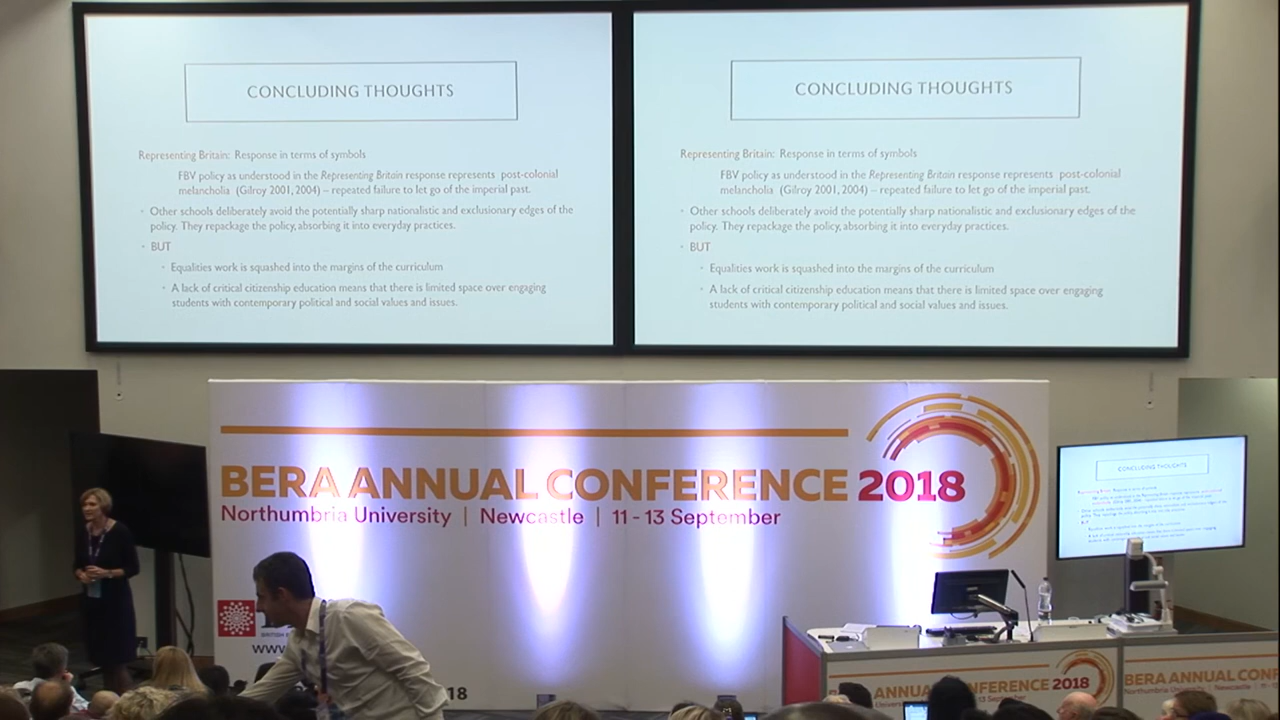 CONCLUDING THOUGHTS
Representing Britain: Response in terms of symbols
FBV policy as understood in the Representing Britain response represents post-colonial
melancholia (Gilroy 2001, 2004) – repeated failure to let go of the imperial past.
• Other schools deliberately avoid the potentially sharp nationalistic and exclusionary edges of the
policy. They repackage the policy, absorbing it into everyday practices.
• BUT
• Equalities work is squashed into the margins of the curriculum
• A lack of critical citizenship education means that there is limited space over engaging
students with contemporary political and social values and issues.
CONCLUDING THOUGHTS
Representing Britain: Response in terms of symbols
FBV policy as understood in the Representing Britain response represents post-colonial
melancholia (Gilroy 2001, 2004) – repeated failure to let go of the imperial past.
• Other schools deliberately avoid the potentially sharp nationalistic and exclusionary edges of the
policy. They repackage the policy, absorbing it into everyday practices.
• BUT
• Equalities work is squashed into the margins of the curriculum
• A lack of critical citizenship education means that there is limited space over engaging
students with contemporary political and social values and issues.
BERA ANNUAL CONFERENCE 2018
Northumbria University | Newcastle | 11 - 13 September
BRITISH
www
18
CONCLUDING THOUGHTS
ANNUAL CONFERENCE 2018
BERA ANNUAL CONF
Northumbria University | Newcastle | 11